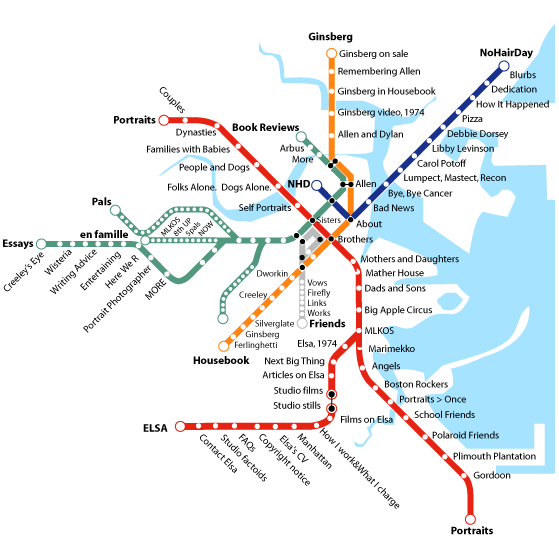 Ginsberg
Ginsberg on sale
Remembering Allen
Ginsberg in Housebook
Ginsberg video, 1974
Allen and Dylan
NoHairDay
Blurbs
Dedication
How It Happened
Pizza
Debbie Dorsey
Libby Levinson
Carol Potoff
Lumpect, Mastect, Recon
Bye, Bye Cancer
Bad News
About
Couples
Portraits
Dynasties
Families with Babies
People and Dogs
Folks Alone. Dogs Alone.
Self Portraits
Book Reviews
Arbus
More
NHD
Allen
Sisters
Brothers
Pals
en famille
MLKOS
8th UP
5pals
NOW
Essays
Creeley's Eye
Wisteria
Writing Advice
Entertaining
Here We R
Portrait Photographer
MORE
Dworkin
Creeley
Silverglate
Ginsberg
Ferlinghetti
Housebook
Vows
Firefly
Links
Works
Friends
Mothers and Daughters
Mather House
Dads and Sons
Big Apple Circus
MLKOS
Marimekko
Angels
Boston Rockers
Portraits > Once
School Friends
Polaroid Friends
Plimouth Plantation
Gordoon
Portraits
Elsa, 1974
Next Big Thing
Articles on Elsa
Studio films
Studio stills
Films on Elsa
How I work&What I charge
Manhattan
Elsa's CV
Copyright notice
FAQs
Studio factoids
Contact Elsa
ELSA